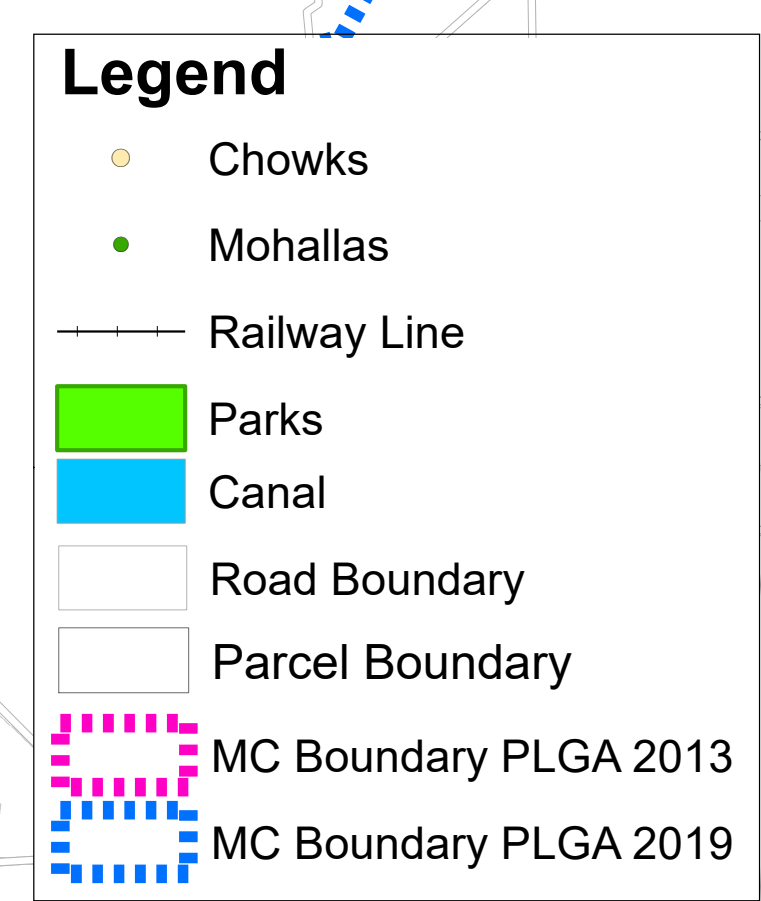 Legend
Chowks
Mohallas
Railway Line
Parks
Canal
Road Boundary
Parcel Boundary
MC Boundary PLGA 2013
MC Boundary PLGA 2019